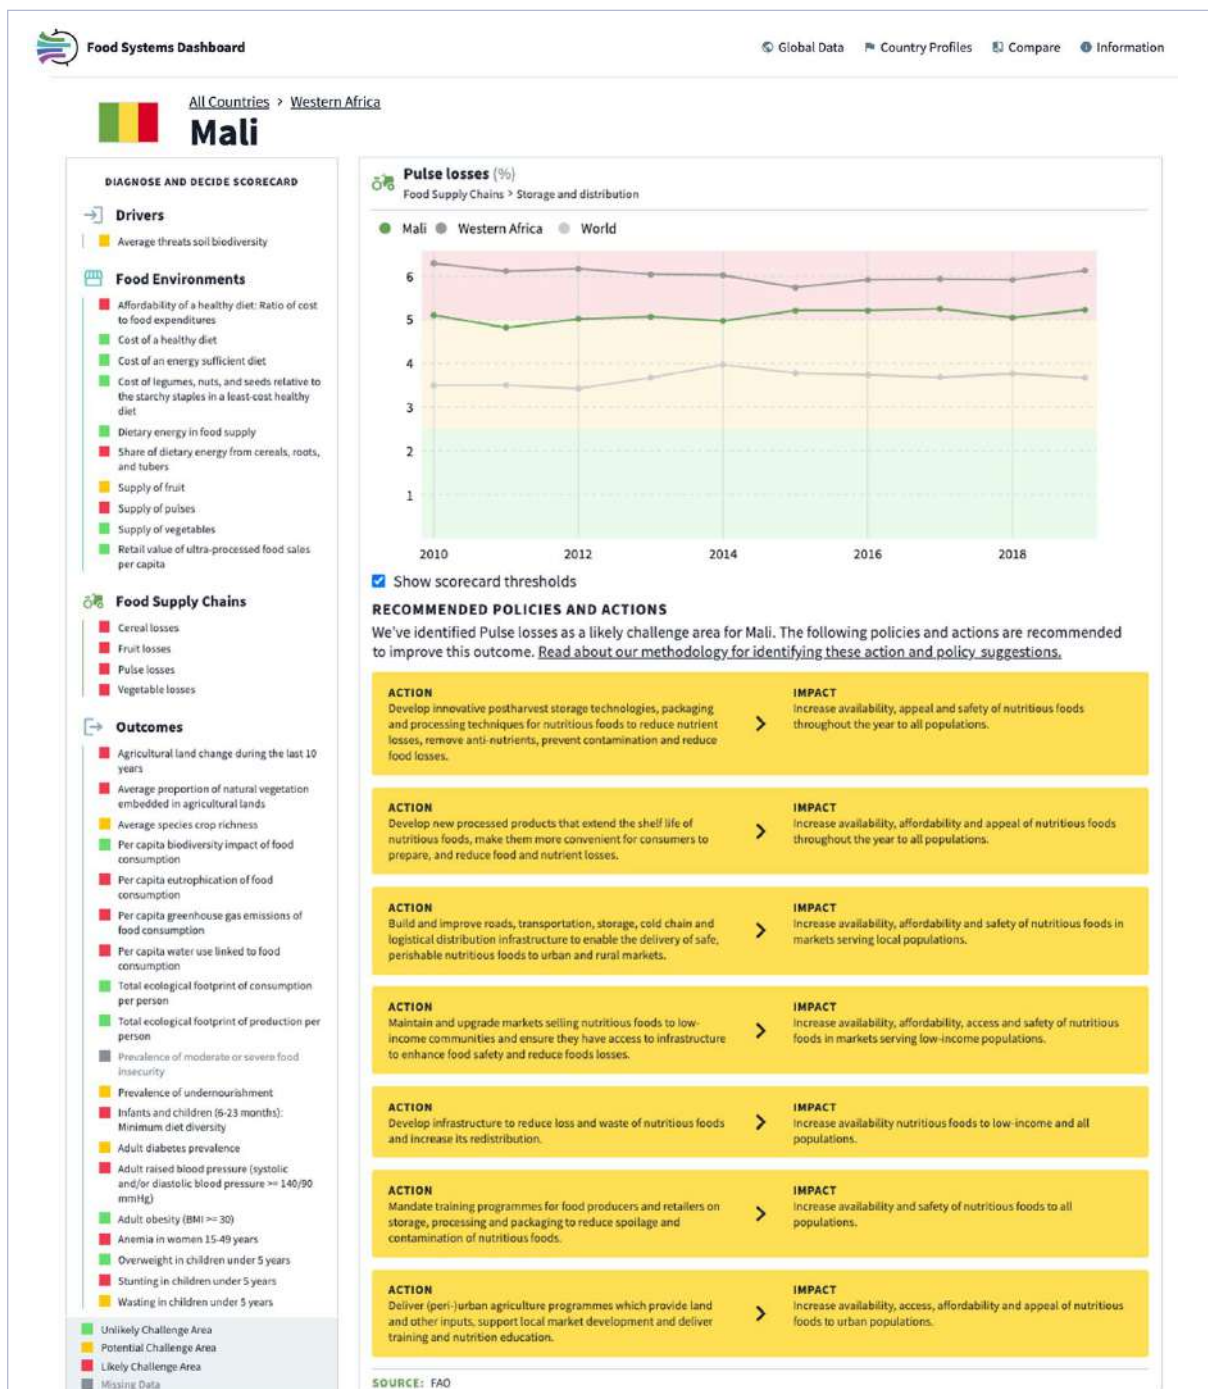 Food Systems Dashboard
Global Data
Country Profiles
Compare
Information
All Countries > Western Africa
Mali
DIAGNOSE AND DECIDE SCORECARD
Drivers
Average threats soil biodiversity
Food Environments
Affordability of a healthy diet: Ratio of cost
to food expenditures
Cost of a healthy diet
Cost of an energy sufficient diet
Cost of legumes, nuts, and seeds relative to
the starchy staples in a least-cost healthy
diet
Dietary energy in food supply
Share of dietary energy from cereals, roots,
and tubers
Supply of fruit
Supply of pulses
Supply of vegetables
Retail value of ultra-processed food sales
per capita
Food Supply Chains
Cereal losses
Fruit losses
Pulse losses
Vegetable losses
Outcomes
Agricultural land change during the last 10
years
Average proportion of natural vegetation
embedded in agricultural lands
Average species crop richness
Per capita biodiversity impact of food
consumption
Per capita eutrophication of food
consumption
Per capita greenhouse gas emissions of
food consumption
Per capita water use linked to food
consumption
Total ecological footprint of consumption
per person
Total ecological footprint of production per
person
Prevalence of moderate or severe food
insecurity
Prevalence of undernourishment
Infants and children (6-23 months):
Minimum diet diversity
Adult diabetes prevalence
Adult raised blood pressure (systolic
and/or diastolic blood pressure >= 140/90
mmHg)
Adult obesity (BMI >= 30)
Anemia in women 15-49 years
Overweight in children under 5 years
Stunting in children under 5 years
Wasting in children under 5 years
Unlikely Challenge Area
Potential Challenge Area
Likely Challenge Area
Missing Data
Pulse losses (%)
Food Supply Chains > Storage and distribution
Mali
Western Africa
World
6
5
4
3
2
1
2010
2012
2014
2016
2018
Show scorecard thresholds
RECOMMENDED POLICIES AND ACTIONS
We've identified Pulse losses as a likely challenge area for Mali. The following policies and actions are recommended
to improve this outcome. Read about our methodology for identifying these action and policy suggestions.
ACTION
Develop innovative postharvest storage technologies, packaging
and processing techniques for nutritious foods to reduce nutrient
losses, remove anti-nutrients, prevent contamination and reduce
food losses.
IMPACT
Increase availability, appeal and safety of nutritious foods
throughout the year to all populations.
ACTION
Develop new processed products that extend the shelf life of
nutritious foods, make them more convenient for consumers to
prepare, and reduce food and nutrient losses.
IMPACT
Increase availability, affordability and appeal of nutritious foods
throughout the year to all populations.
ACTION
Build and improve roads, transportation, storage, cold chain and
logistical distribution infrastructure to enable the delivery of safe,
perishable nutritious foods to urban and rural markets.
IMPACT
Increase availability, affordability and safety of nutritious foods in
markets serving local populations.
ACTION
Maintain and upgrade markets selling nutritious foods to low-
income communities and ensure they have access to infrastructure
to enhance food safety and reduce foods losses.
IMPACT
Increase availability, affordability, access and safety of nutritious
foods in markets serving low-income populations.
ACTION
Develop infrastructure to reduce loss and waste of nutritious foods
and increase its redistribution.
IMPACT
Increase availability nutritious foods to low-income and all
populations.
ACTION
Mandate training programmes for food producers and retailers on
storage, processing and packaging to reduce spoilage and
contamination of nutritious foods.
IMPACT
Increase availability and safety of nutritious foods to all
populations.
ACTION
Deliver (peri-)urban agriculture programmes which provide land
and other inputs, support local market development and deliver
training and nutrition education.
IMPACT
Increase availability, access, affordability and appeal of nutritious
foods to urban populations.
SOURCE: FAO